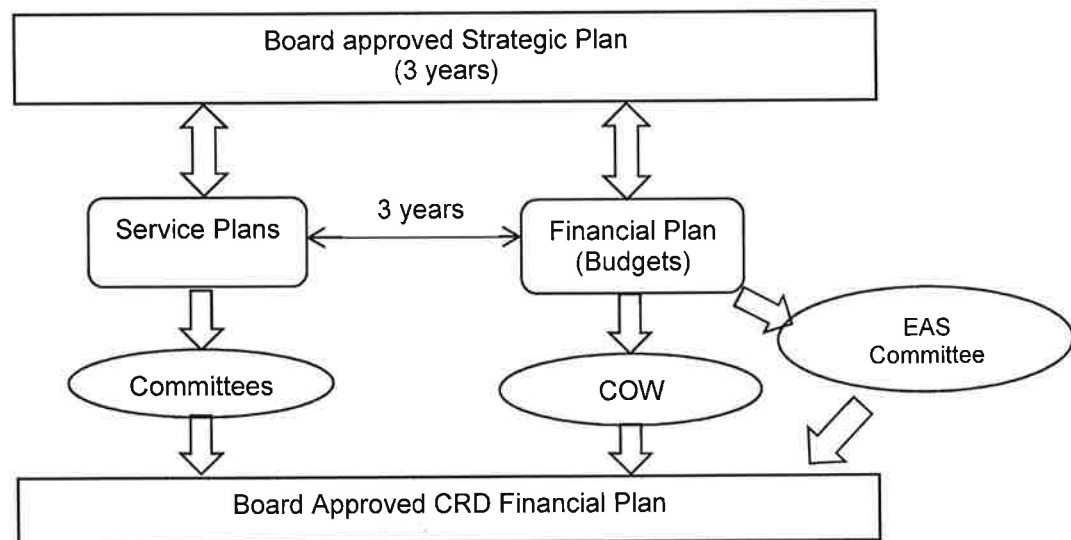 Board approved Strategic Plan
(3 years)
3 years
Service Plans
Financial Plan
(Budgets)
EAS
Committee
Committees
COW
Board Approved CRD Financial Plan